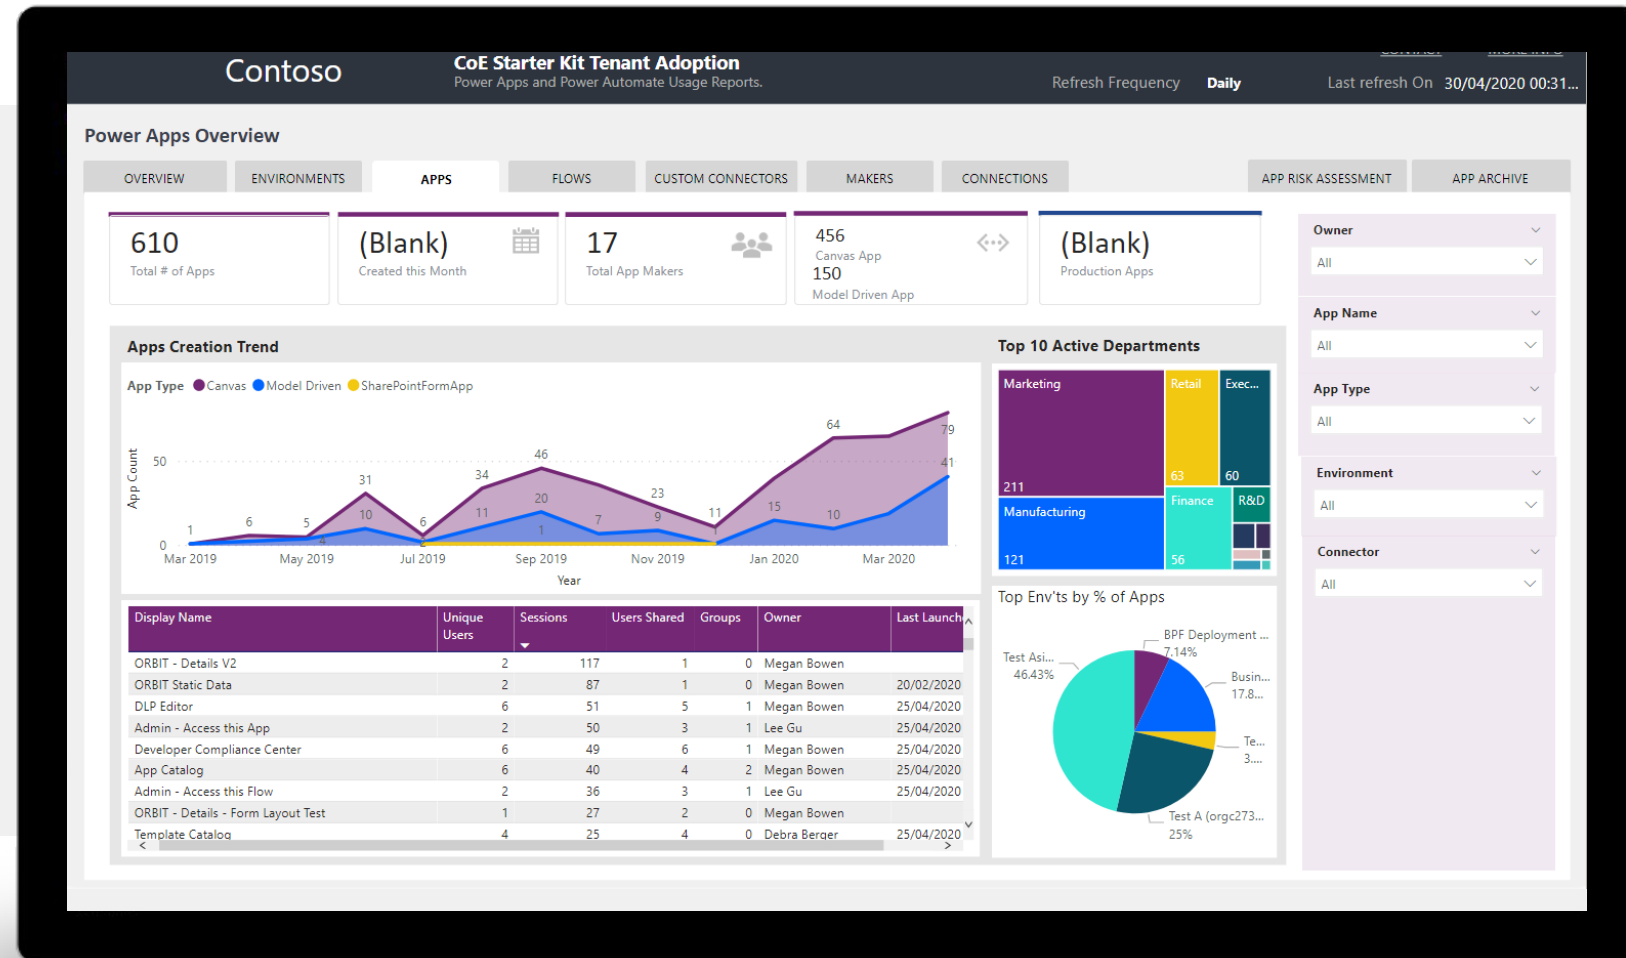 CONTACT MORE INFO
Contoso
CoE Starter Kit Tenant Adoption
Power Apps and Power Automate Usage Reports.
Refresh Frequency Daily
Last refresh On 30/04/2020 00:31...
Power Apps Overview
OVERVIEW ENVIRONMENTS APPS FLOWS CUSTOM CONNECTORS MAKERS CONNECTIONS APP RISK ASSESSMENT APP ARCHIVE
610
Total # of Apps
(Blank)
Created this Month
17
Total App Makers
456
Canvas App
150
Model Driven App
(Blank)
Production Apps
Owner
All
App Name
All
App Type
All
Environment
All
Connector
All
Apps Creation Trend
App Type Canvas Model Driven SharePointFormApp
App Count
50
0
1 6 5 31 6 34 46 23 11 64 79
4 10 2 11 20 7 9 1 15 10 41
1
Mar 2019 May 2019 Jul 2019 Sep 2019 Nov 2019 Jan 2020 Mar 2020
Year
Top 10 Active Departments
Marketing
211
Retail
63
Exec...
60
Manufacturing
121
Finance
56
R&D
Display Name Unique Users Sessions Users Shared Groups Owner Last Launch
ORBIT - Details V2 2 117 1 0 Megan Bowen
ORBIT Static Data 2 87 1 0 Megan Bowen 20/02/2020
DLP Editor 6 51 5 1 Megan Bowen 25/04/2020
Admin - Access this App 2 50 3 1 Lee Gu 25/04/2020
Developer Compliance Center 6 49 6 1 Megan Bowen 25/04/2020
App Catalog 6 40 4 2 Megan Bowen 25/04/2020
Admin - Access this Flow 2 36 3 1 Lee Gu 25/04/2020
ORBIT - Details - Form Layout Test 1 27 2 0 Megan Bowen
Template Catalog 4 25 4 0 Debra Berger 25/04/2020
Top Env'ts by % of Apps
BPF Deployment ...
7.14%
Busin...
17.8...
Te...
3....
Test A (orgc273...
25%
Test Asi...
46.43%